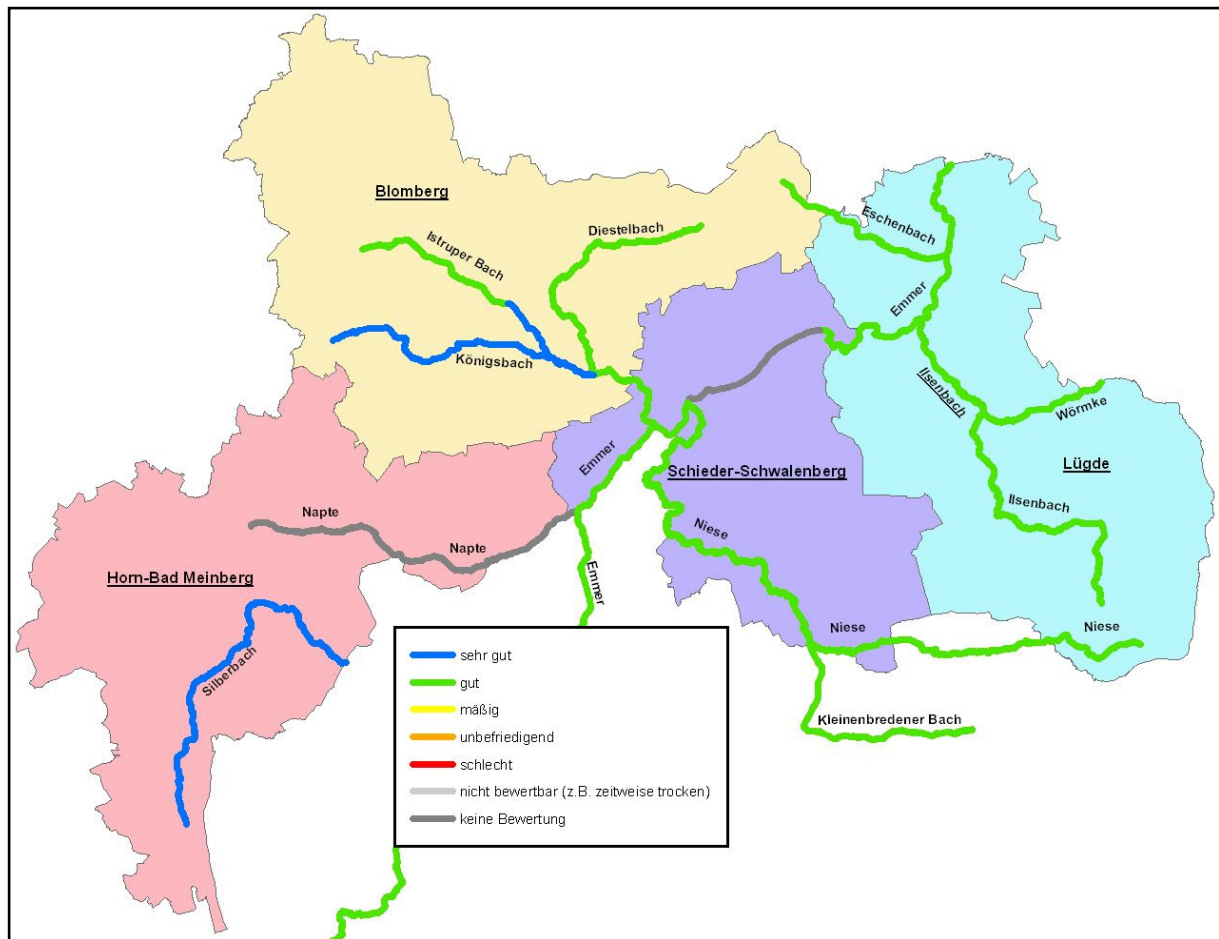 Blomberg
Istruper Bach
Diestelbach
Eschenbach
Emmer
Königsbach
Ilsenbach
Wörmke
Emmer
Schieder-Schwalenberg
Lügde
Ilsenbach
Napte
Napte
Niese
Horn-Bad Meinberg
Emmer
Niese
Niese
Silberbach
Kleinenbredener Bach
sehr gut
gut
mäßig
unbefriedigend
schlecht
nicht bewertbar (z.B. zeitweise trocken)
keine Bewertung